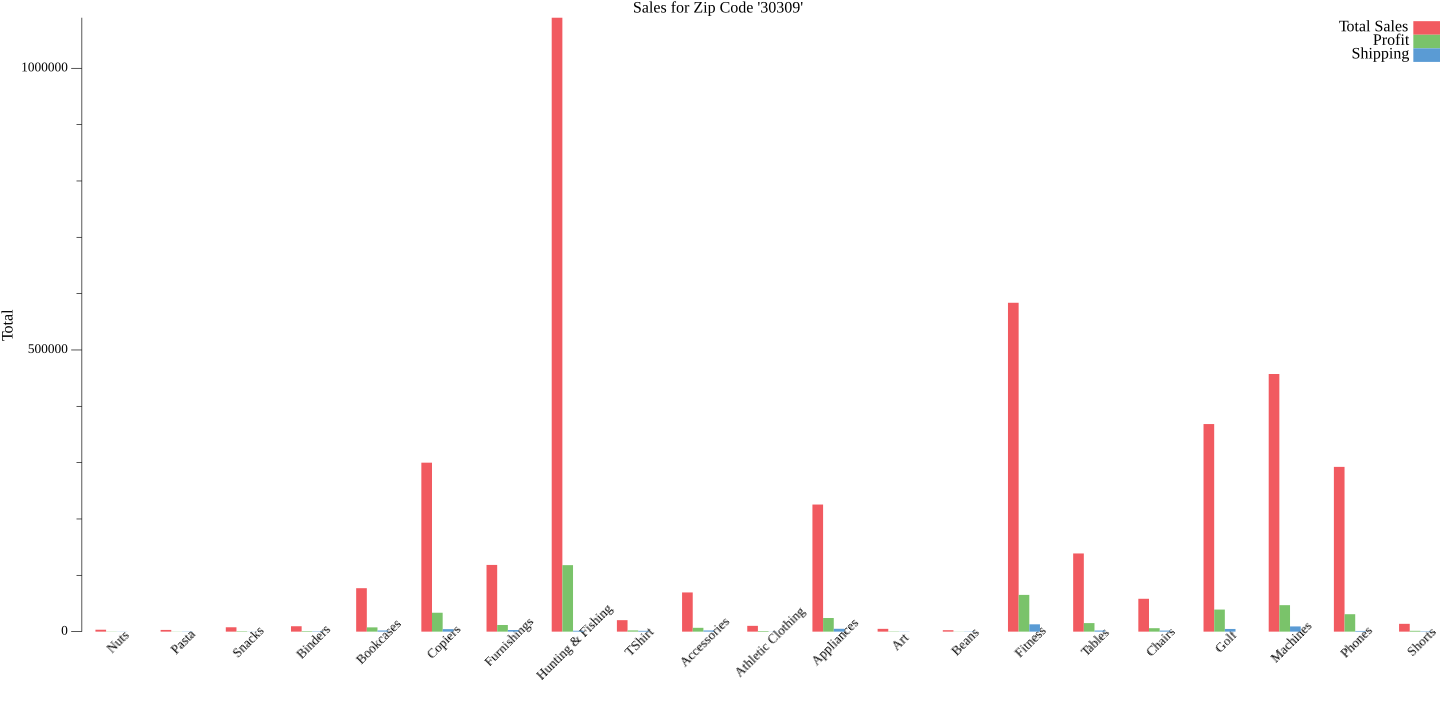 Sales for Zip Code '30309'
Total Sales
Profit
Shipping
1000000
500000
0
Total
Nuts
Pasta
Snacks
Binders
Bookcases
Copiers
Furnishings
Hunting & Fishing
TShirt
Accessories
Athletic Clothing
Appliances
Art
Beans
Fitness
Tables
Chairs
Golf
Machines
Phones
Shorts